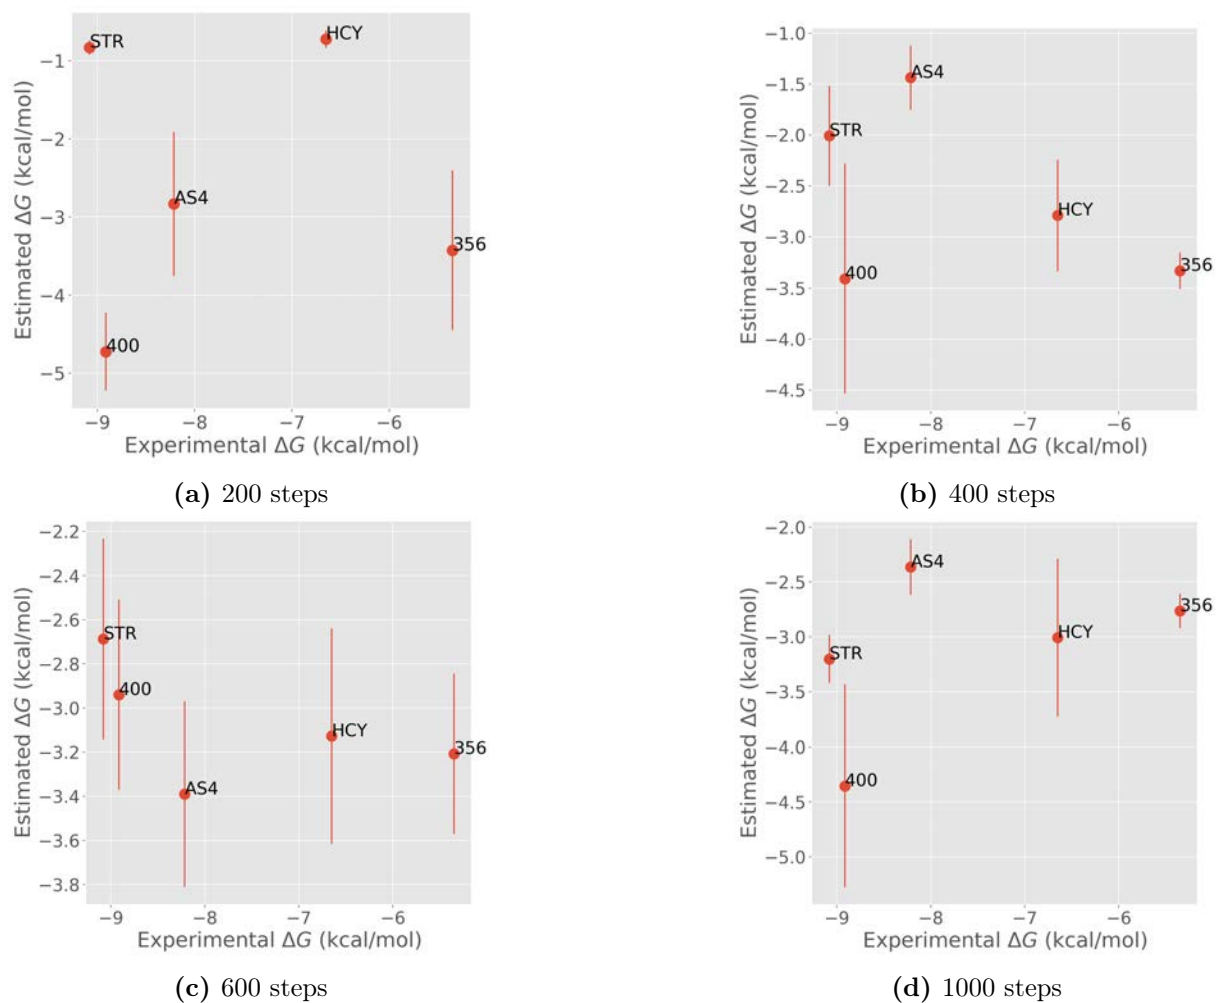 STR
HCY
AS4
356
400
−1
−2
−3
−4
−5
Estimated ΔG (kcal/mol)
−9 −8 −7 −6
Experimental ΔG (kcal/mol)
(a) 200 steps
AS4
STR
HCY
400
356
−1.0
−1.5
−2.0
−2.5
−3.0
−3.5
−4.0
−4.5
Estimated ΔG (kcal/mol)
−9 −8 −7 −6
Experimental ΔG (kcal/mol)
(b) 400 steps
STR
400
HCY
356
AS4
−2.2
−2.4
−2.6
−2.8
−3.0
−3.2
−3.4
−3.6
−3.8
Estimated ΔG (kcal/mol)
−9 −8 −7 −6
Experimental ΔG (kcal/mol)
(c) 600 steps
AS4
356
HCY
STR
400
−2.0
−2.5
−3.0
−3.5
−4.0
−4.5
−5.0
Estimated ΔG (kcal/mol)
−9 −8 −7 −6
Experimental ΔG (kcal/mol)
(d) 1000 steps